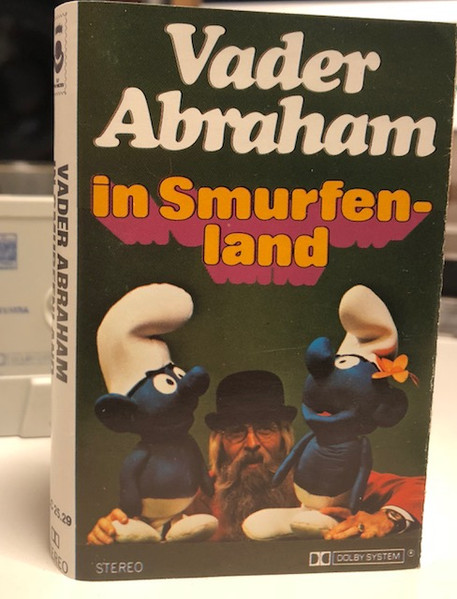 Vader
Abraham
in Smurfen-
land
STEREO
DOLBY SYSTEM ®
VADER ABRAHAM